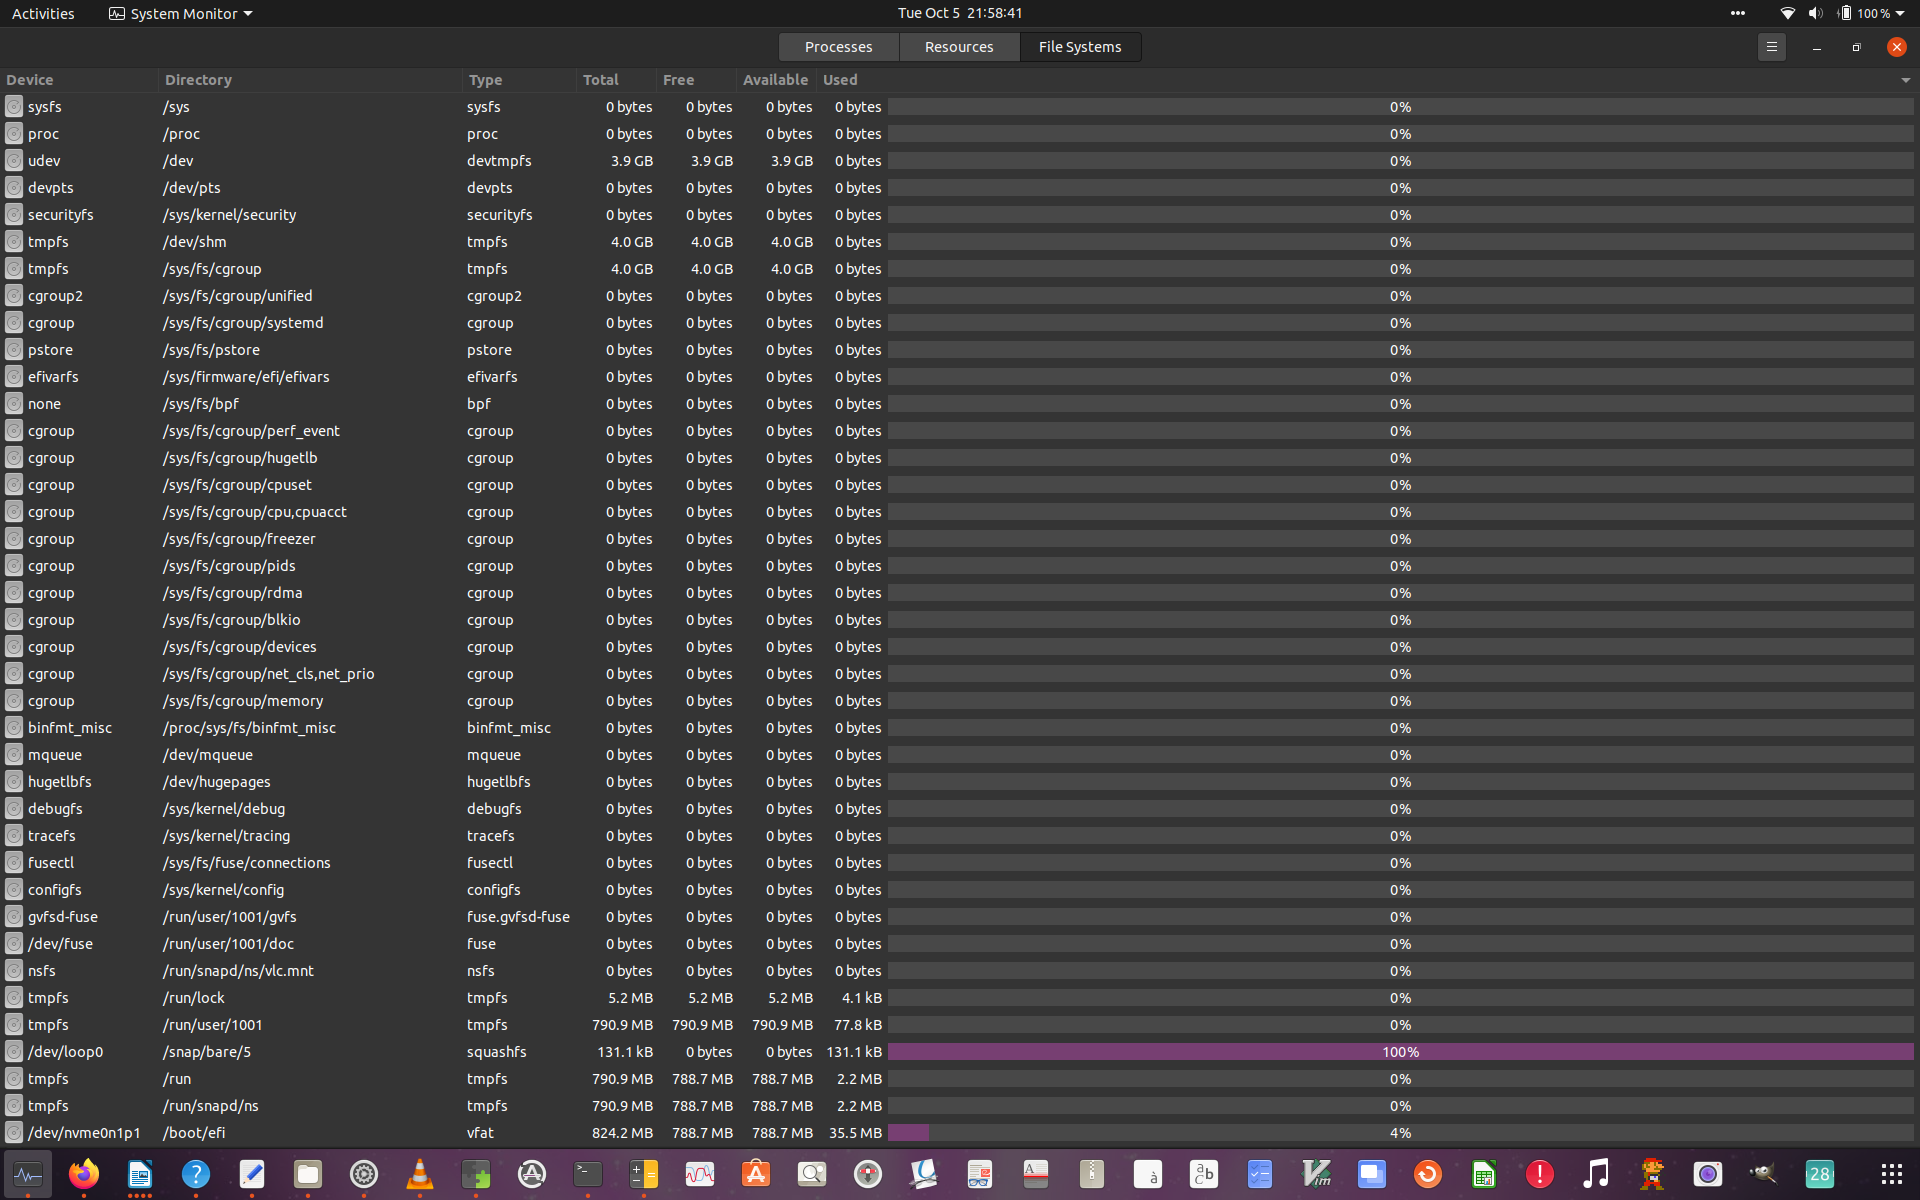 Activities System Monitor Tue Oct 5 21:58:41 100 %
Processes Resources File Systems
Device Directory Type Total Free Available Used
sysfs /sys sysfs 0 bytes 0 bytes 0 bytes 0 bytes 0%
proc /proc proc 0 bytes 0 bytes 0 bytes 0 bytes 0%
udev /dev devtmpfs 3.9 GB 3.9 GB 3.9 GB 0 bytes 0%
devpts /dev/pts devpts 0 bytes 0 bytes 0 bytes 0 bytes 0%
securityfs /sys/kernel/security securityfs 0 bytes 0 bytes 0 bytes 0 bytes 0%
tmpfs /dev/shm tmpfs 4.0 GB 4.0 GB 4.0 GB 0 bytes 0%
tmpfs /sys/fs/cgroup tmpfs 4.0 GB 4.0 GB 4.0 GB 0 bytes 0%
cgroup2 /sys/fs/cgroup/unified cgroup2 0 bytes 0 bytes 0 bytes 0 bytes 0%
cgroup /sys/fs/cgroup/systemd cgroup 0 bytes 0 bytes 0 bytes 0 bytes 0%
pstore /sys/fs/pstore pstore 0 bytes 0 bytes 0 bytes 0 bytes 0%
efivarfs /sys/firmware/efi/efivars efivarfs 0 bytes 0 bytes 0 bytes 0 bytes 0%
none /sys/fs/bpf bpf 0 bytes 0 bytes 0 bytes 0 bytes 0%
cgroup /sys/fs/cgroup/perf_event cgroup 0 bytes 0 bytes 0 bytes 0 bytes 0%
cgroup /sys/fs/cgroup/hugetlb cgroup 0 bytes 0 bytes 0 bytes 0 bytes 0%
cgroup /sys/fs/cgroup/cpuset cgroup 0 bytes 0 bytes 0 bytes 0 bytes 0%
cgroup /sys/fs/cgroup/cpu,cpuacct cgroup 0 bytes 0 bytes 0 bytes 0 bytes 0%
cgroup /sys/fs/cgroup/freezer cgroup 0 bytes 0 bytes 0 bytes 0 bytes 0%
cgroup /sys/fs/cgroup/pids cgroup 0 bytes 0 bytes 0 bytes 0 bytes 0%
cgroup /sys/fs/cgroup/rdma cgroup 0 bytes 0 bytes 0 bytes 0 bytes 0%
cgroup /sys/fs/cgroup/blkio cgroup 0 bytes 0 bytes 0 bytes 0 bytes 0%
cgroup /sys/fs/cgroup/devices cgroup 0 bytes 0 bytes 0 bytes 0 bytes 0%
cgroup /sys/fs/cgroup/net_cls,net_prio cgroup 0 bytes 0 bytes 0 bytes 0 bytes 0%
cgroup /sys/fs/cgroup/memory cgroup 0 bytes 0 bytes 0 bytes 0 bytes 0%
binfmt_misc /proc/sys/fs/binfmt_misc binfmt_misc 0 bytes 0 bytes 0 bytes 0 bytes 0%
mqueue /dev/mqueue mqueue 0 bytes 0 bytes 0 bytes 0 bytes 0%
hugetlbfs /dev/hugepages hugetlbfs 0 bytes 0 bytes 0 bytes 0 bytes 0%
debugfs /sys/kernel/debug debugfs 0 bytes 0 bytes 0 bytes 0 bytes 0%
tracefs /sys/kernel/tracing tracefs 0 bytes 0 bytes 0 bytes 0 bytes 0%
fusectl /sys/fs/fuse/connections fusectl 0 bytes 0 bytes 0 bytes 0 bytes 0%
configfs /sys/kernel/config configfs 0 bytes 0 bytes 0 bytes 0 bytes 0%
gvfsd-fuse /run/user/1001/gvfs fuse.gvfsd-fuse 0 bytes 0 bytes 0 bytes 0 bytes 0%
/dev/fuse /run/user/1001/doc fuse 0 bytes 0 bytes 0 bytes 0 bytes 0%
nsfs /run/snapd/ns/vlc.mnt nsfs 0 bytes 0 bytes 0 bytes 0 bytes 0%
tmpfs /run/lock tmpfs 5.2 MB 5.2 MB 5.2 MB 4.1 kB 0%
tmpfs /run/user/1001 tmpfs 790.9 MB 790.9 MB 790.9 MB 77.8 kB 0%
/dev/loop0 /snap/bare/5 squashfs 131.1 kB 0 bytes 0 bytes 131.1 kB 100%
tmpfs /run tmpfs 790.9 MB 788.7 MB 788.7 MB 2.2 MB 0%
tmpfs /run/snapd/ns tmpfs 790.9 MB 788.7 MB 788.7 MB 2.2 MB 0%
/dev/nvme0n1p1 /boot/efi vfat 824.2 MB 788.7 MB 788.7 MB 35.5 MB 4%
28